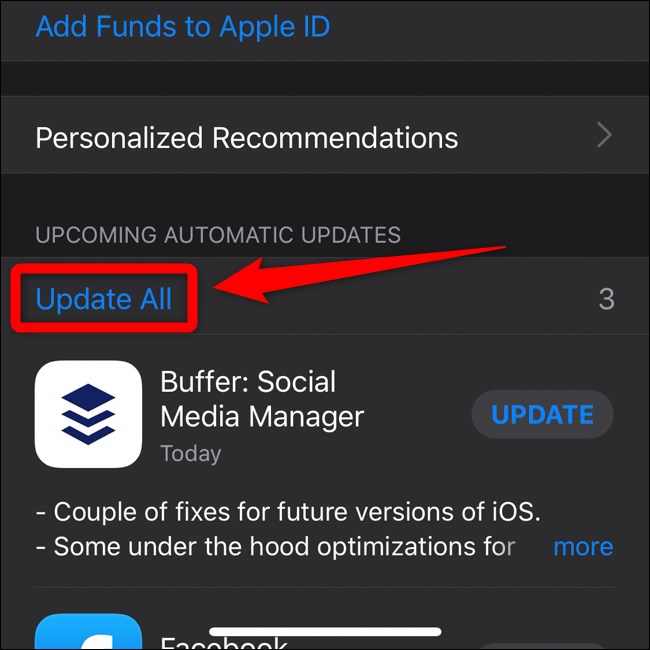 Add Funds to Apple ID
Personalized Recommendations
UPCOMING AUTOMATIC UPDATES
Update All
3
Buffer: Social
Media Manager
UPDATE
Today
- Couple of fixes for future versions of iOS.
- Some under the hood optimizations for
more
Facebook